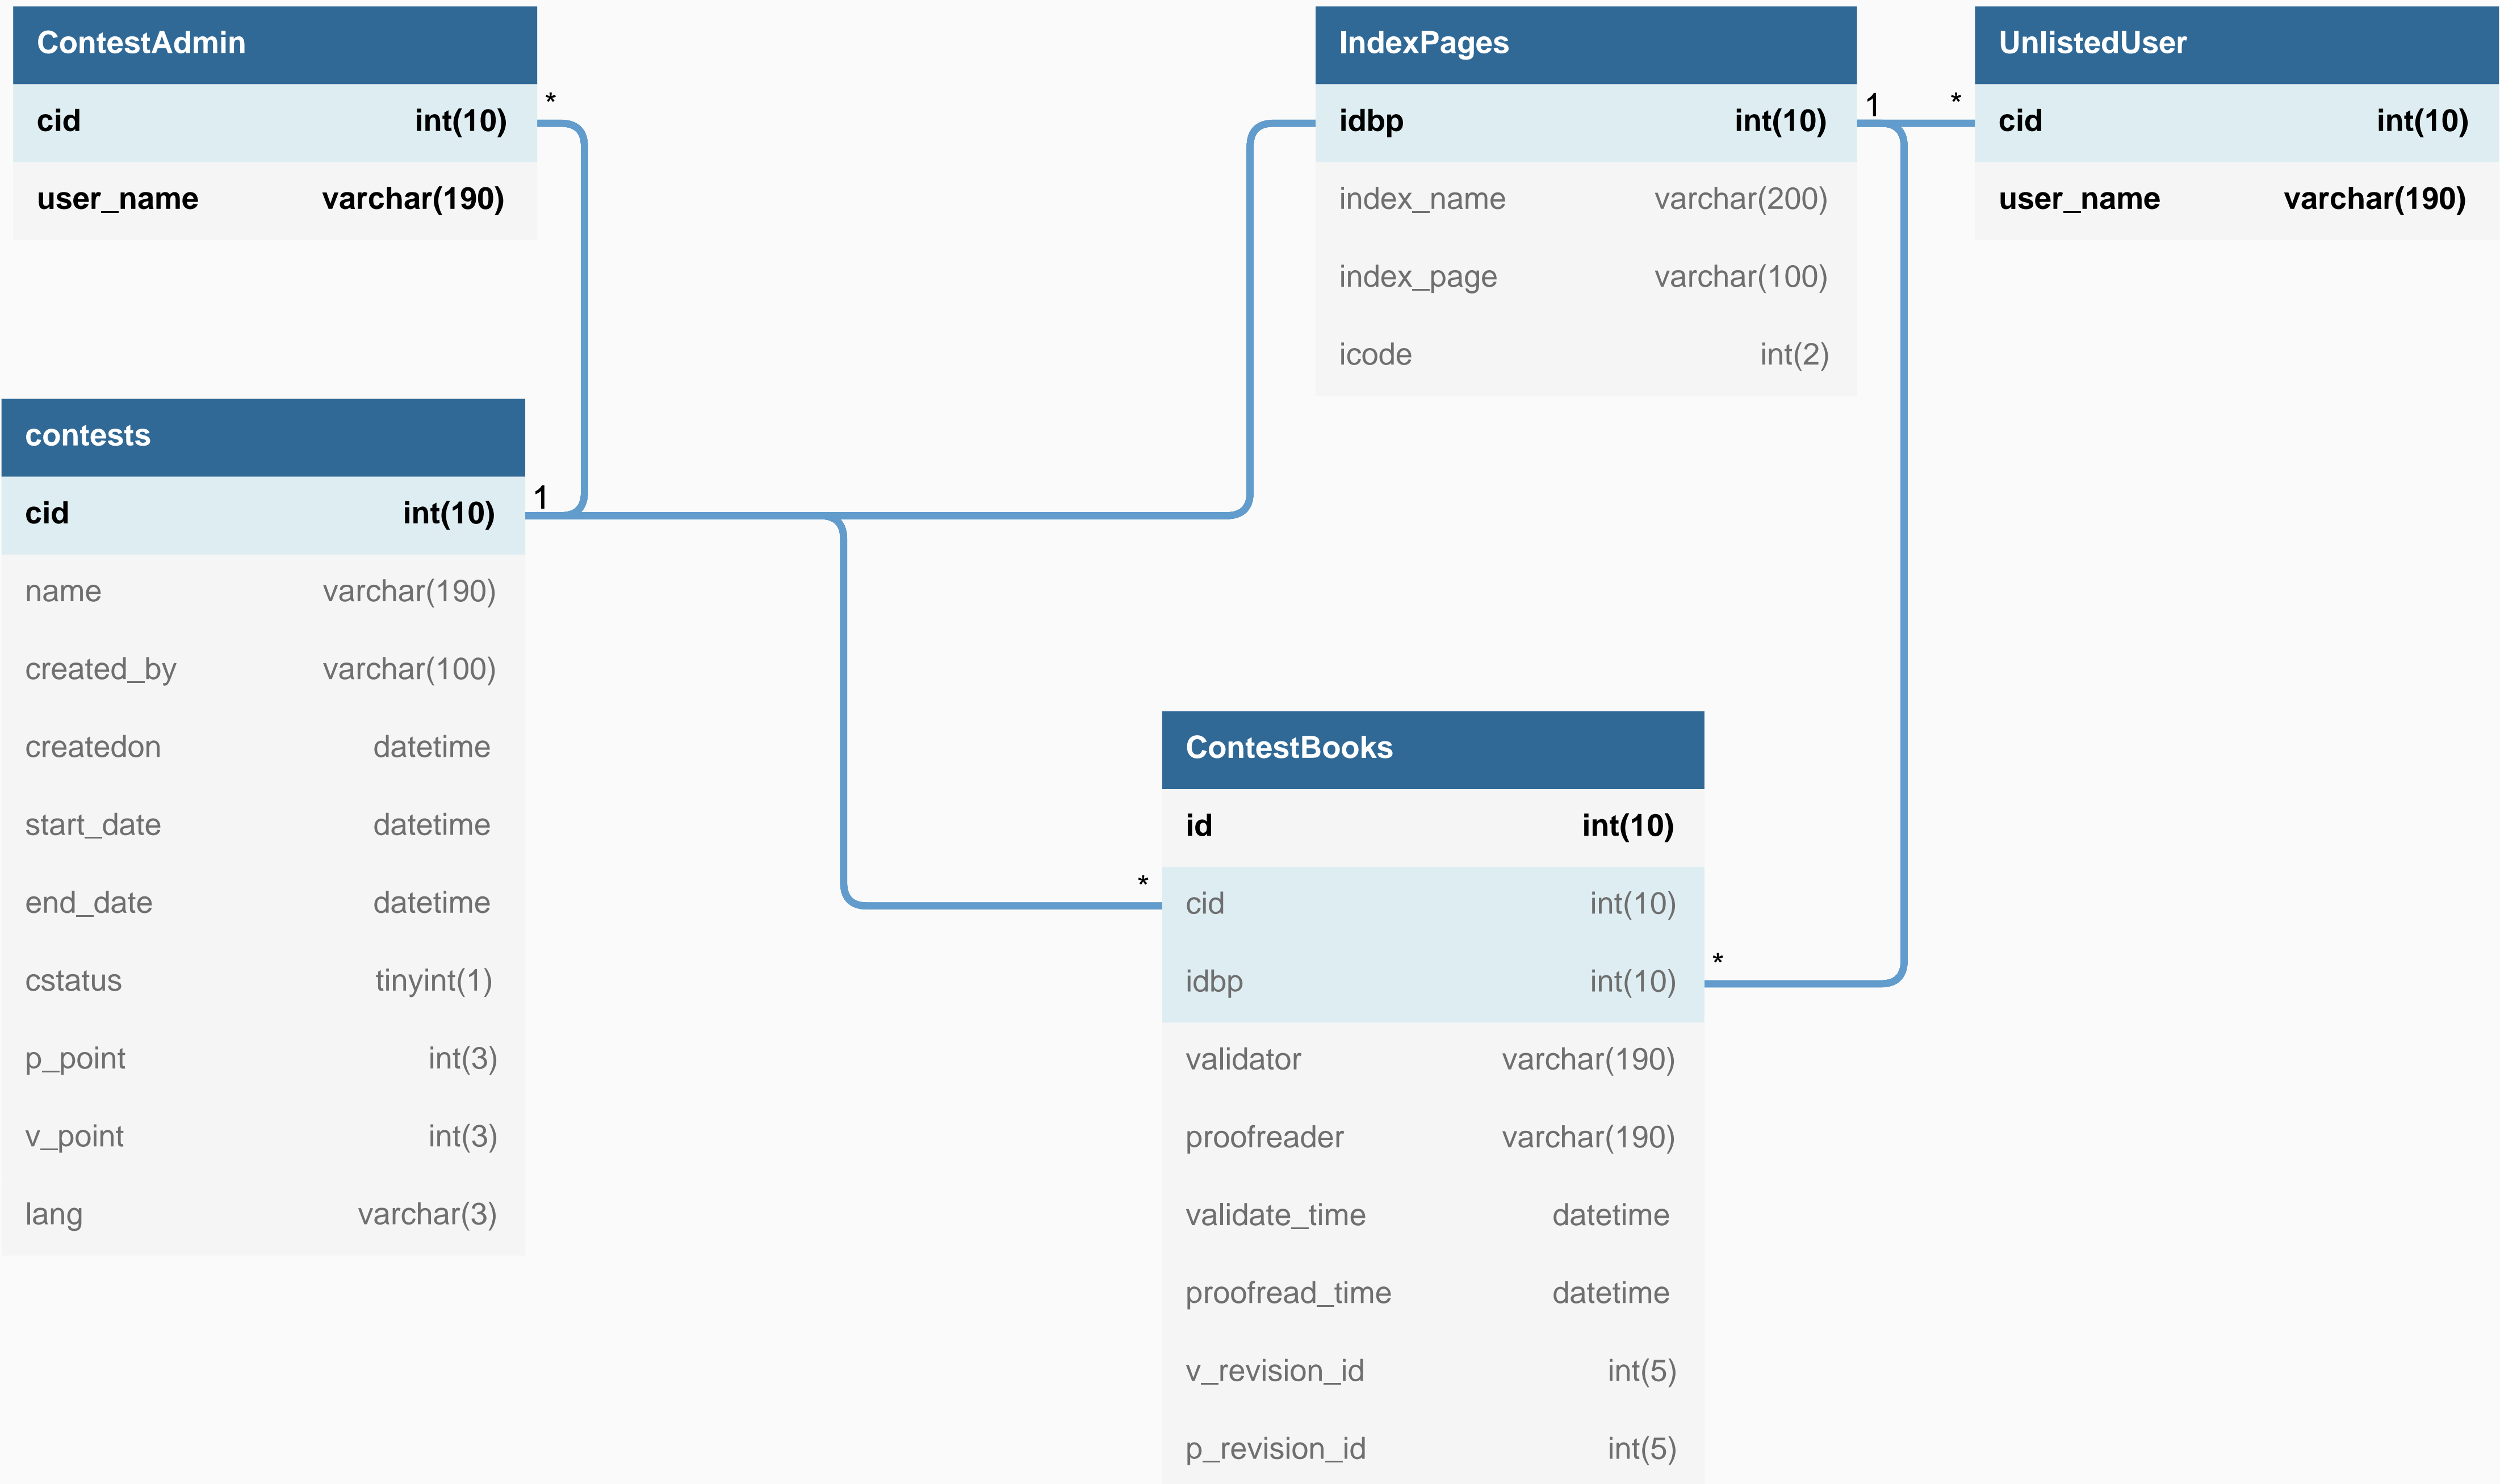 ContestAdmin
cid int(10)
user_name varchar(190)
*
contests
cid int(10)
1
name varchar(190)
created_by varchar(100)
createdon datetime
start_date datetime
end_date datetime
cstatus tinyint(1)
p_point int(3)
v_point int(3)
lang varchar(3)
IndexPages
idbp int(10)
1
index_name varchar(200)
index_page varchar(100)
icode int(2)
UnlistedUser
*
cid int(10)
user_name varchar(190)
ContestBooks
id int(10)
*
cid int(10)
idbp int(10)
*
validator varchar(190)
proofreader varchar(190)
validate_time datetime
proofread_time datetime
v_revision_id int(5)
p_revision_id int(5)